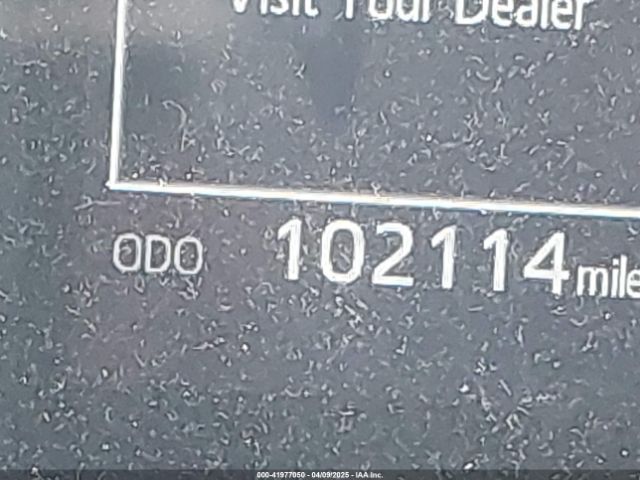 Visit Your Dealer
ODO 102114 mile
000-41977050 - 04/09/2025 - IAA Inc.